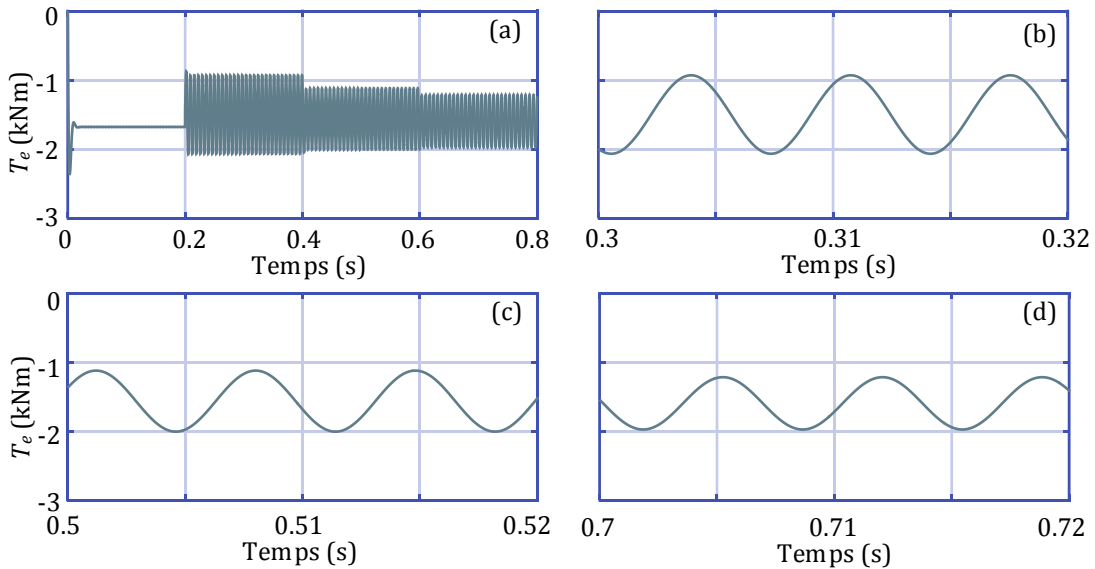 (a)
0
-1
-2
-3
T_e (kNm)
0 0.2 0.4 0.6 0.8
Temps (s)
(b)
0.3 0.31 0.32
Temps (s)
(c)
0
-1
-2
-3
T_e (kNm)
0.5 0.51 0.52
Temps (s)
(d)
0.7 0.71 0.72
Temps (s)